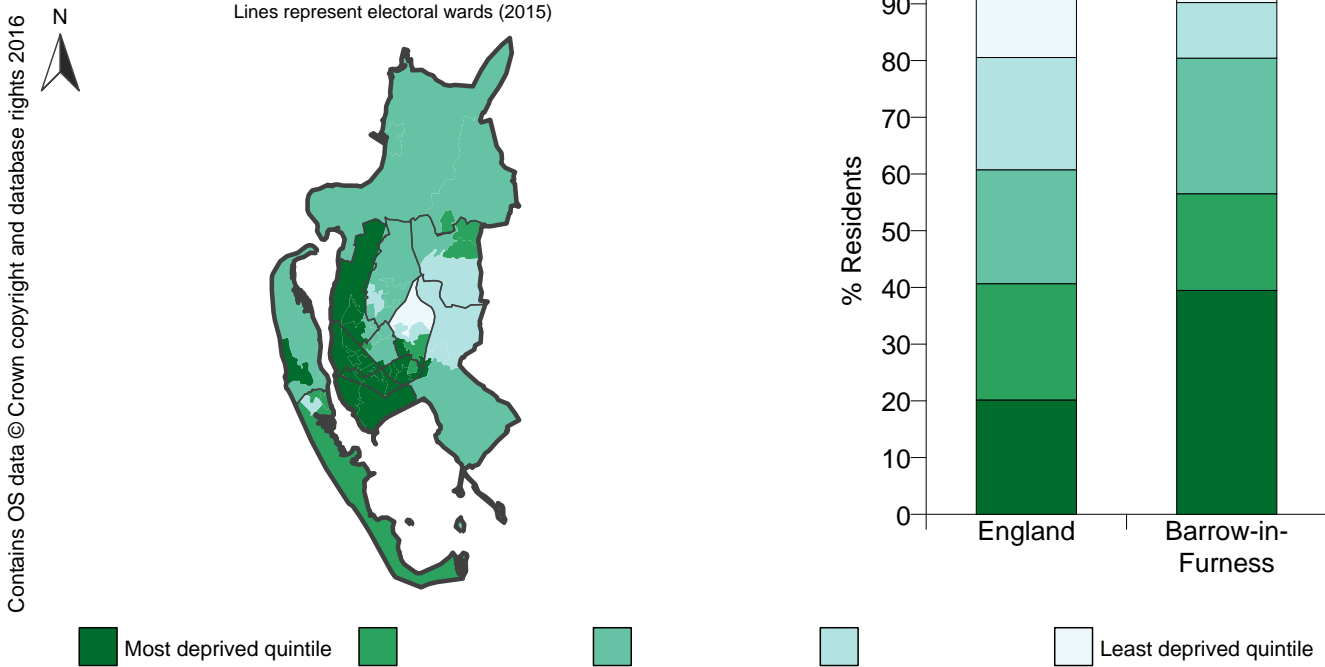 Contains OS data © Crown copyright and database rights 2016
N
Lines represent electoral wards (2015)
% Residents
90
80
70
60
50
40
30
20
10
0
England
Barrow-in-
Furness
Most deprived quintile
Least deprived quintile